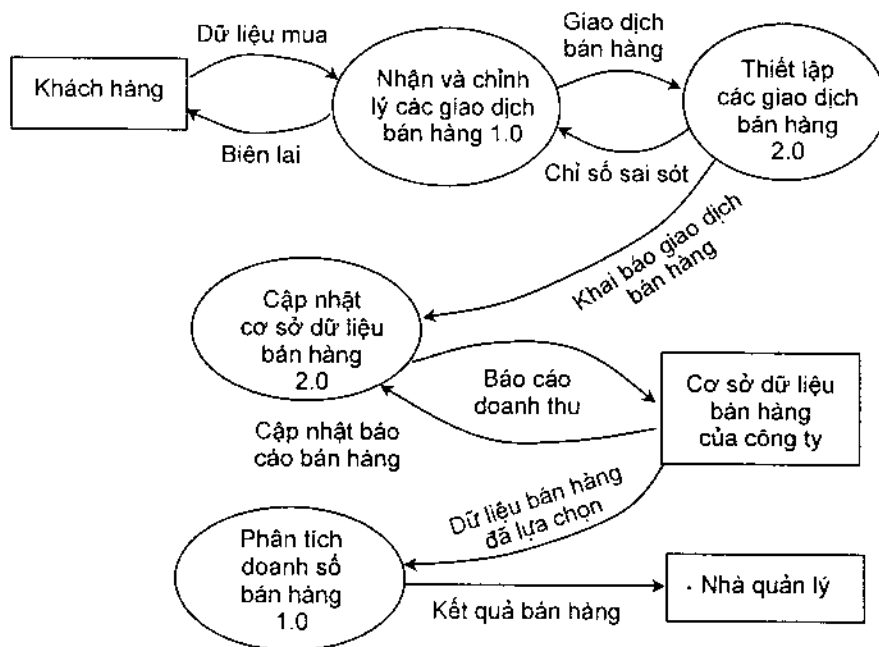 Dữ liệu mua
Khách hàng
Biên lai
Nhận và chỉnh
lý các giao dịch
bán hàng 1.0
Giao dịch
bán hàng
Chỉ số sai sót
Thiết lập
các giao dịch
bán hàng
2.0
Khai báo giao dịch
bán hàng
Cập nhật
cơ sở dữ liệu
bán hàng
2.0
Báo cáo
doanh thu
Cập nhật báo
cáo bán hàng
Cơ sở dữ liệu
bán hàng
của công ty
Dữ liệu bán hàng
đã lựa chọn
Phân tích
doanh số
bán hàng
1.0
Kết quả bán hàng
Nhà quản lý